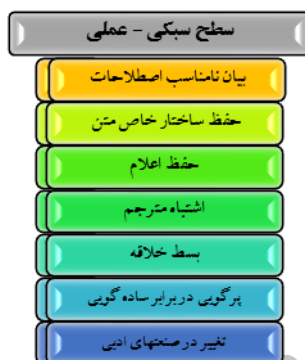 سطح سبکی - عملی
بیان نامناسب اصطلاحات
حفظ ساختار خاص متن
حفظ اعلام
اشتباه مترجم
بسط خلاقه
پرگویی در برابر ساده گویی
تغییر در صنعتهای ادبی